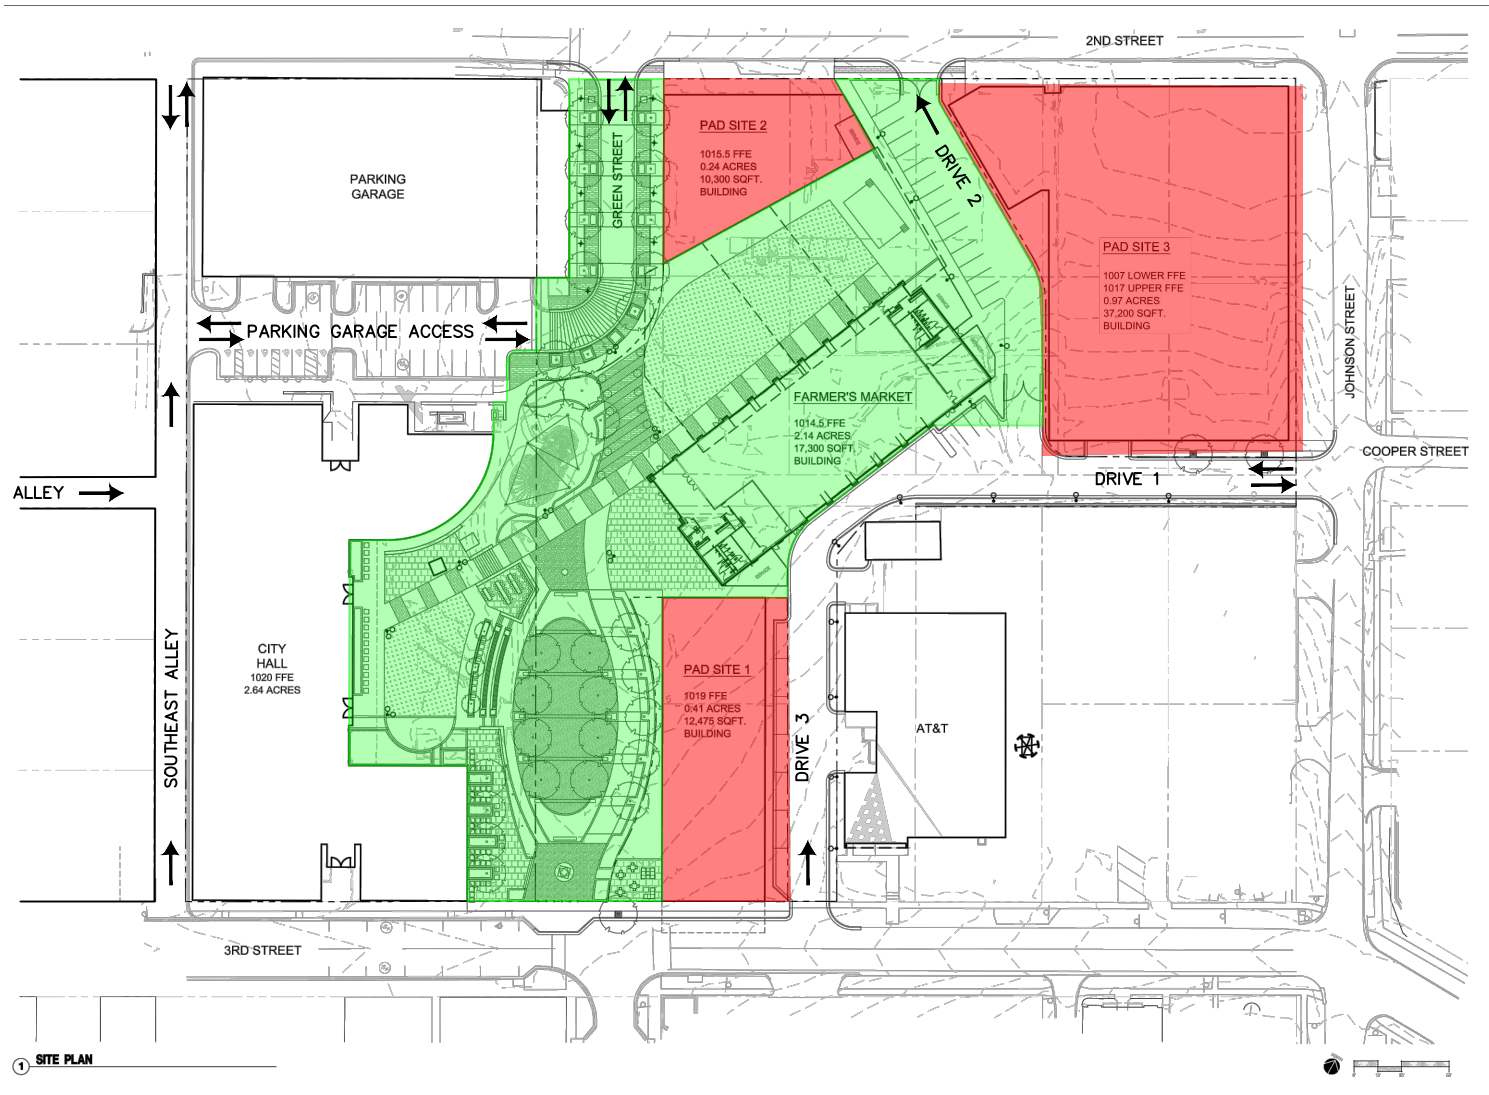 2ND STREET
PAD SITE 2
1015.5 FFE
0.24 ACRES
10,300 SQFT.
BUILDING
GREEN STREET
DRIVE 2
PARKING
GARAGE
PAD SITE 3
1007 LOWER FFE
1017 UPPER FFE
0.97 ACRES
37,200 SQFT.
BUILDING
JOHNSON STREET
PARKING GARAGE ACCESS
FARMER'S MARKET
1014.5 FFE
2.14 ACRES
17,300 SQFT.
BUILDING
COOPER STREET
DRIVE 1
ALLEY
SERVICE
CITY
HALL
1020 FFE
2.64 ACRES
SOUTHEAST ALLEY
PAD SITE 1
1019 FFE
0.41 ACRES
12,475 SQFT.
BUILDING
DRIVE 3
AT&T
3RD STREET
1
SITE PLAN